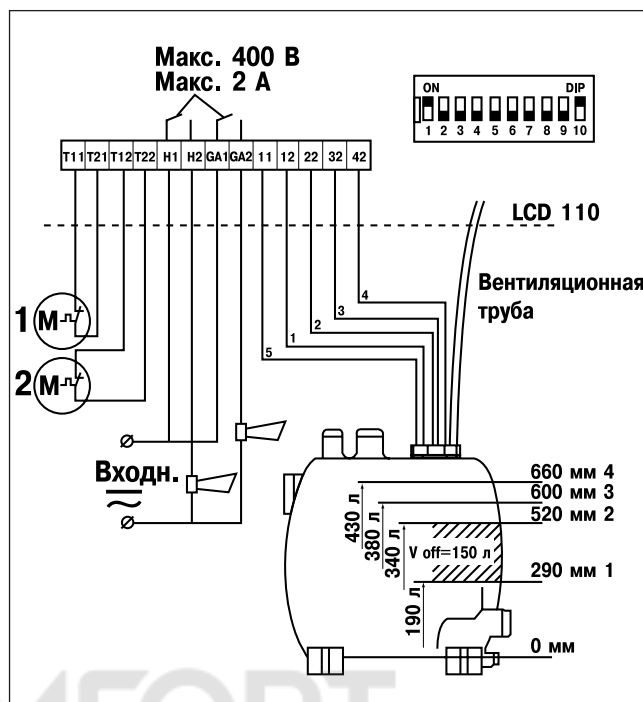 Макс. 400 В
Макс. 2 А
ON DIP
1 2 3 4 5 6 7 8 9 10
T11 T21 T12 T22 H1 H2 GA1 GA2 11 12 22 32 42
LCD 110
Вентиляционная
труба
4
3
2
1
5
1 М
2 М
Входн.
660 мм 4
600 мм 3
520 мм 2
290 мм 1
0 мм
430 л
380 л
340 л
V off=150 л
190 л